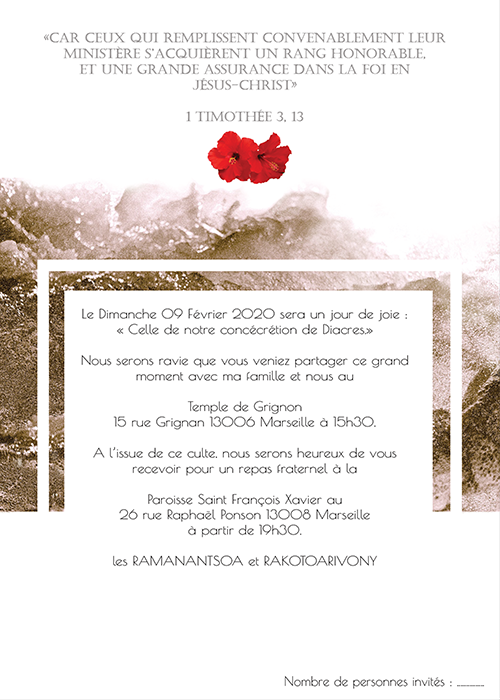 «CAR CEUX QUI REMPLISSENT CONVENABLEMENT LEUR
MINISTÈRE S'ACQUIÈRENT UN RANG HONORABLE,
ET UNE GRANDE ASSURANCE DANS LA FOI EN
JÉSUS-CHRIST»
1 TIMOTHÉE 3, 13
Le Dimanche 09 Février 2020 sera un jour de joie :
« Celle de notre concécrétion de Diacres.»
Nous serons ravie que vous veniez partager ce grand
moment avec ma famille et nous au
Temple de Grignon
15 rue Grignan 13006 Marseille à 15h30.
A l'issue de ce culte, nous serons heureux de vous
recevoir pour un repas fraternel à la
Paroisse Saint François Xavier au
26 rue Raphaël Ponson 13008 Marseille
à partir de 19h30.
les RAMANANTSOA et RAKOTOARIVONY
Nombre de personnes invités : ........